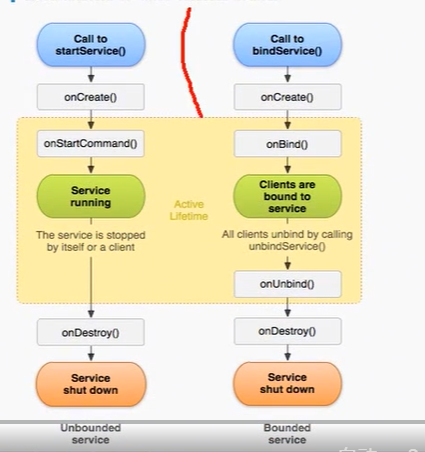 Call to
startService()
onCreate()
onStartCommand()
Service
running
The service is stopped
by itself or a client
onDestroy()
Service
shut down
Unbounded
service
Active
Lifetime
Call to
bindService()
onCreate()
onBind()
Clients are
bound to
service
All clients unbind by calling
unbindService()
onUnbind()
onDestroy()
Service
shut down
Bounded
service